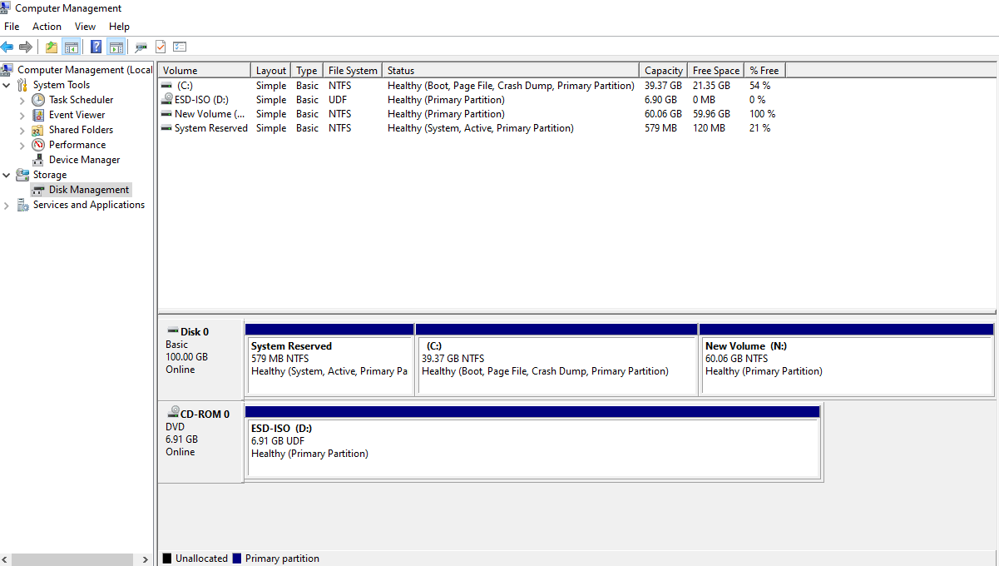 Computer Management
File Action View Help
Computer Management (Local
System Tools
Task Scheduler
Event Viewer
Shared Folders
Performance
Device Manager
Storage
Disk Management
Services and Applications
Volume Layout Type File System Status Capacity Free Space % Free
(C:) Simple Basic NTFS Healthy (Boot, Page File, Crash Dump, Primary Partition) 39.37 GB 21.35 GB 54 %
ESD-ISO (D:) Simple Basic UDF Healthy (Primary Partition) 6.90 GB 0 MB 0 %
New Volume (... Simple Basic NTFS Healthy (Primary Partition) 60.06 GB 59.96 GB 100 %
System Reserved Simple Basic NTFS Healthy (System, Active, Primary Partition) 579 MB 120 MB 21 %
Disk 0
Basic
100.00 GB
Online
System Reserved
579 MB NTFS
Healthy (System, Active, Primary Pa
(C:)
39.37 GB NTFS
Healthy (Boot, Page File, Crash Dump, Primary Partition)
New Volume (N:)
60.06 GB NTFS
Healthy (Primary Partition)
CD-ROM 0
DVD
6.91 GB
Online
ESD-ISO (D:)
6.91 GB UDF
Healthy (Primary Partition)
Unallocated Primary partition